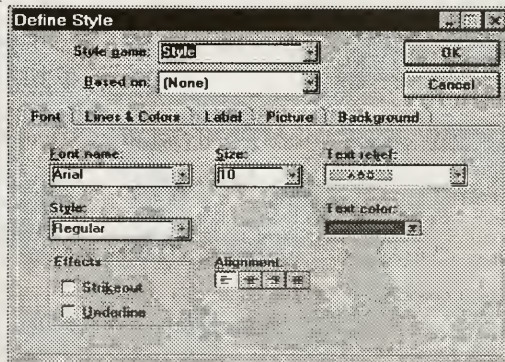 Define Style
Style name: Style
OK
Based on: (None)
Cancel
Font Lines & Colors Label Picture Background
Font name: Size: Text relief:
Arial 10
Style: Text color:
Regular
Effects Alignment:
Strikeout
Underline